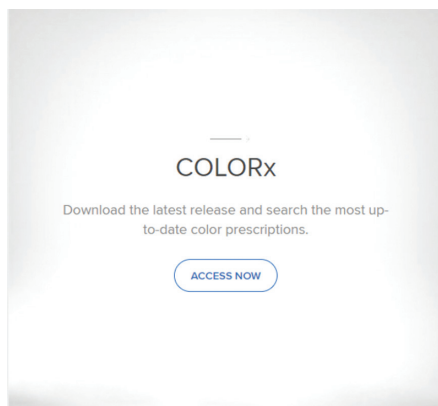 COLORx
Download the latest release and search the most up-
to-date color prescriptions.
ACCESS NOW